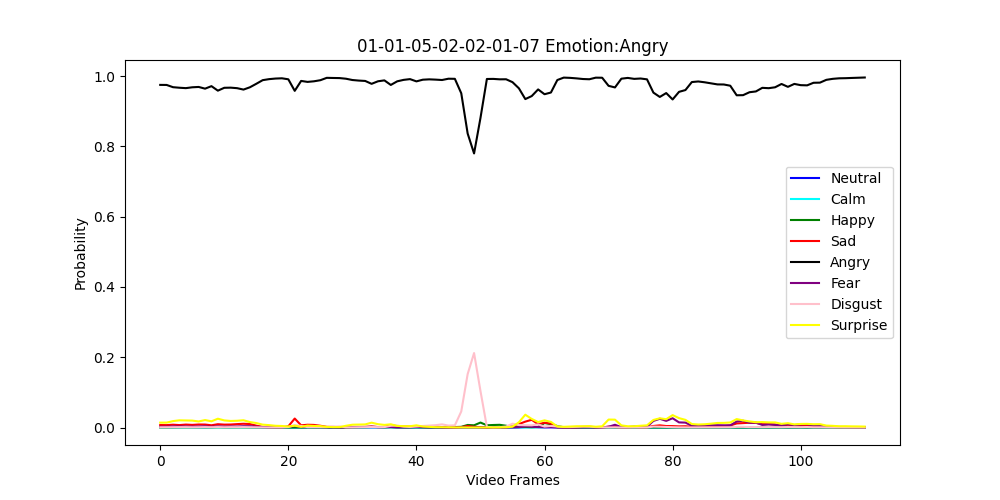 01-01-05-02-02-01-07 Emotion:Angry
1.0
0.8
0.6
0.4
0.2
0.0
Probability
Neutral
Calm
Happy
Sad
Angry
Fear
Disgust
Surprise
0 20 40 60 80 100
Video Frames